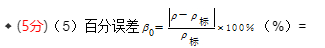 ◆ (5分)（5）百分误差 β₀= |ρ-ρ标| / ρ标 ×100%（%）=